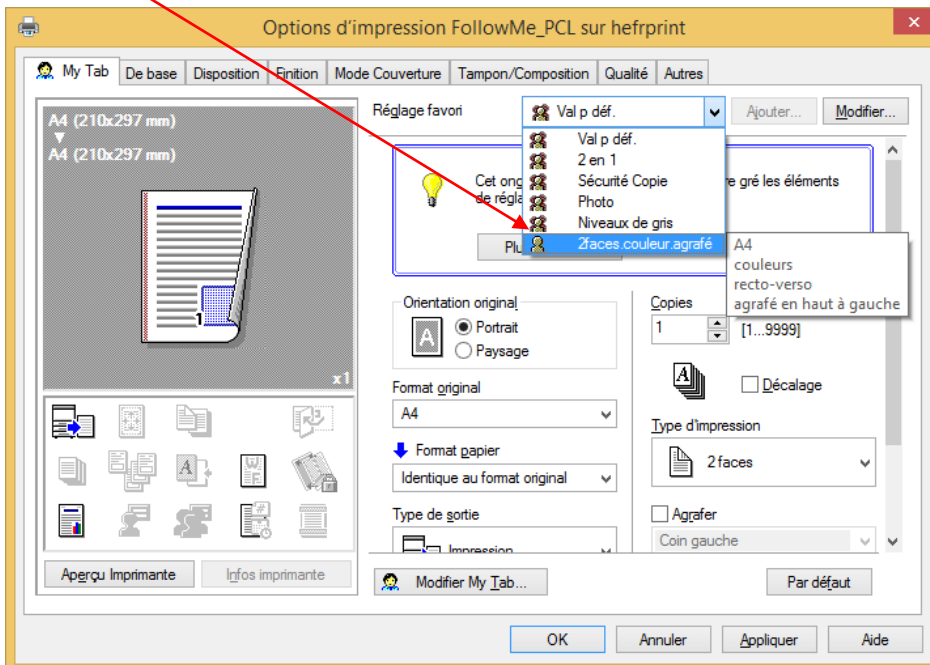 Options d'impression FollowMe_PCL sur hefrprint
My Tab De base Disposition Finition Mode Couverture Tampon/Composition Qualité Autres
A4 (210x297 mm)
A4 (210x297 mm)
1
x1
Aperçu Imprimante Infos imprimante
Réglage favori Val p déf. Ajouter... Modifier...
Val p déf.
2 en 1
Sécurité Copie
Photo
Niveaux de gris
2faces.couleur.agrafé
A4
couleurs
recto-verso
agrafé en haut à gauche
Cet ong re gré les éléments
de régla
Plu
Orientation original
A
Portrait
Paysage
Format original
A4
Format papier
Identique au format original
Type de sortie
Impression
Copies
1 [1...9999]
A
Décalage
Type d'impression
2 faces
Agrafer
Coin gauche
Modifier My Tab... Par défaut
OK Annuler Appliquer Aide